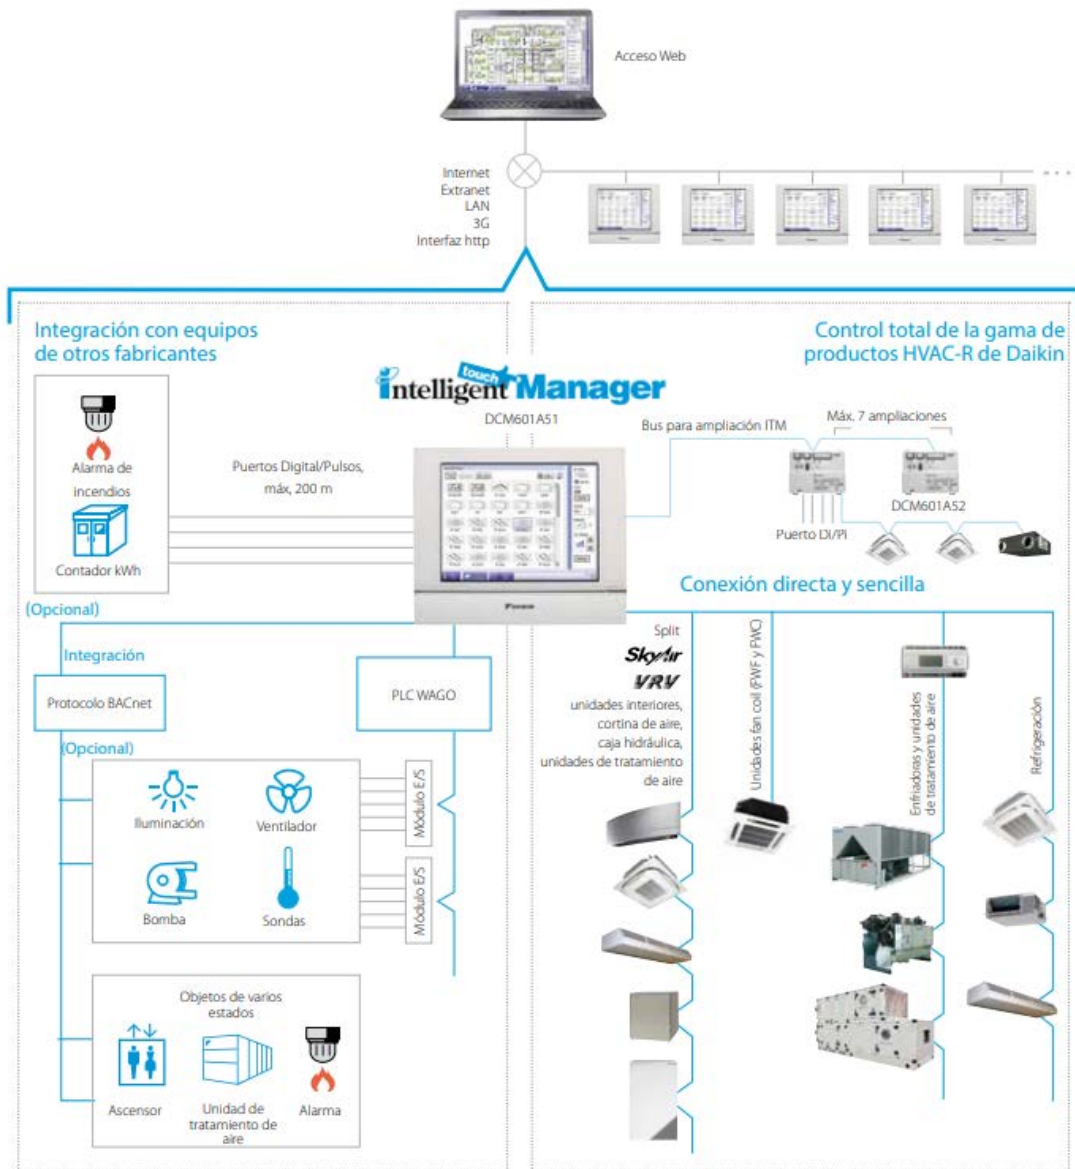 Acceso Web
Internet
Extranet
LAN
3G
Interfaz http
Integración con equipos
de otros fabricantes
Control total de la gama de
productos HVAC-R de Daikin
intelligent touch Manager
DCM601A51
Alarma de
incendios
Contador kWh
Puertos Digital/Pulsos,
máx, 200 m
Bus para ampliación ITM
Máx. 7 ampliaciones
DCM601A52
Puerto Di/Pi
DAIKIN
Conexión directa y sencilla
(Opcional)
Integración
Protocolo BACnet
PLC WAGO
(Opcional)
Iluminación
Ventilador
Bomba
Sondas
Módulo E/S
Módulo E/S
Objetos de varios
estados
Ascensor
Unidad de
tratamiento de
aire
Alarma
Split
SkyAir
VRV
unidades interiores,
cortina de aire,
caja hidráulica,
unidades de tratamiento
de aire
Unidades fan coil (FWF y FWC)
Enfriadoras y unidades
de tratamiento de aire
Refrigeración